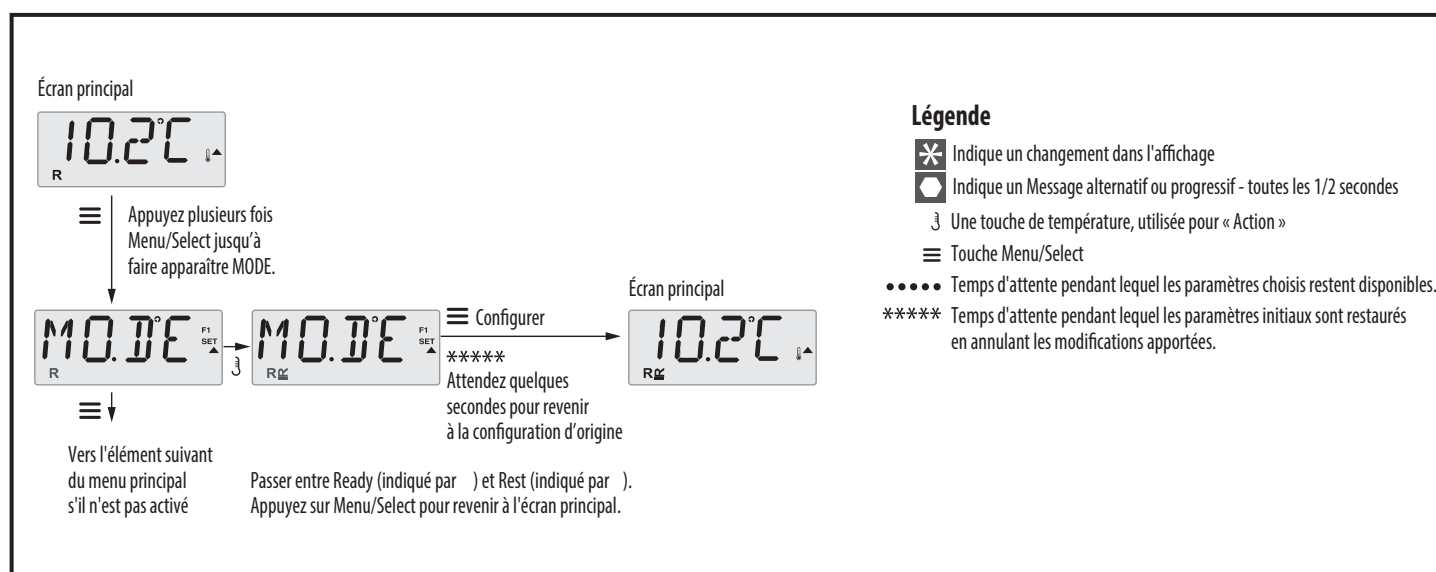 Écran principal
10.2°C
R
Appuyez plusieurs fois
Menu/Select jusqu'à
faire apparaître MODE.
MO.DE
F1
SET
R
MO.DE
F1
SET
RR
Configurer
*****
Attendez quelques
secondes pour revenir
à la configuration d'origine
Écran principal
10.2°C
RR
Vers l'élément suivant
du menu principal
s'il n'est pas activé
Passer entre Ready (indiqué par    ) et Rest (indiqué par    ).
Appuyez sur Menu/Select pour revenir à l'écran principal.
Légende
Indique un changement dans l'affichage
Indique un Message alternatif ou progressif - toutes les 1/2 secondes
Une touche de température, utilisée pour « Action »
Touche Menu/Select
••••• Temps d'attente pendant lequel les paramètres choisis restent disponibles.
***** Temps d'attente pendant lequel les paramètres initiaux sont restaurés
en annulant les modifications apportées.